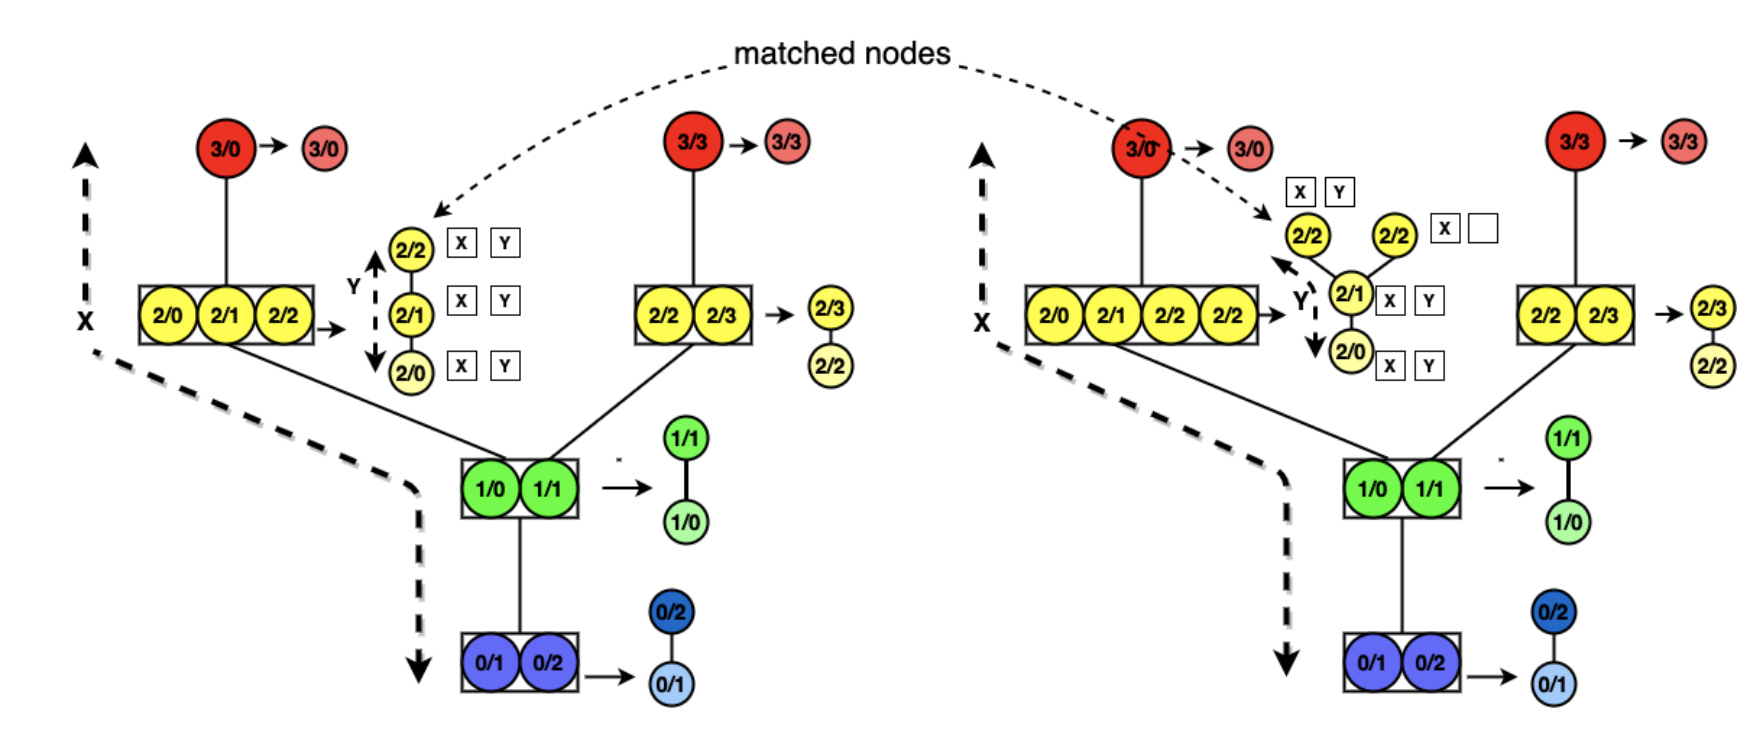 matched nodes
3/0 3/0 3/3 3/3 3/0 3/0 3/3 3/3
X Y
2/2 X Y 2/2 2/2 X
Y X Y 2/1 X Y Y
X 2/0 2/1 2/2 2/1 2/2 2/3 2/3 X 2/0 2/1 2/2 2/2 2/2 2/3 2/3
2/0 X Y 2/2 2/0 X Y 2/2
1/1 1/1
1/0 1/1 1/0 1/1
1/0 1/0
0/2 0/2
0/1 0/2 0/1 0/2
0/1 0/1